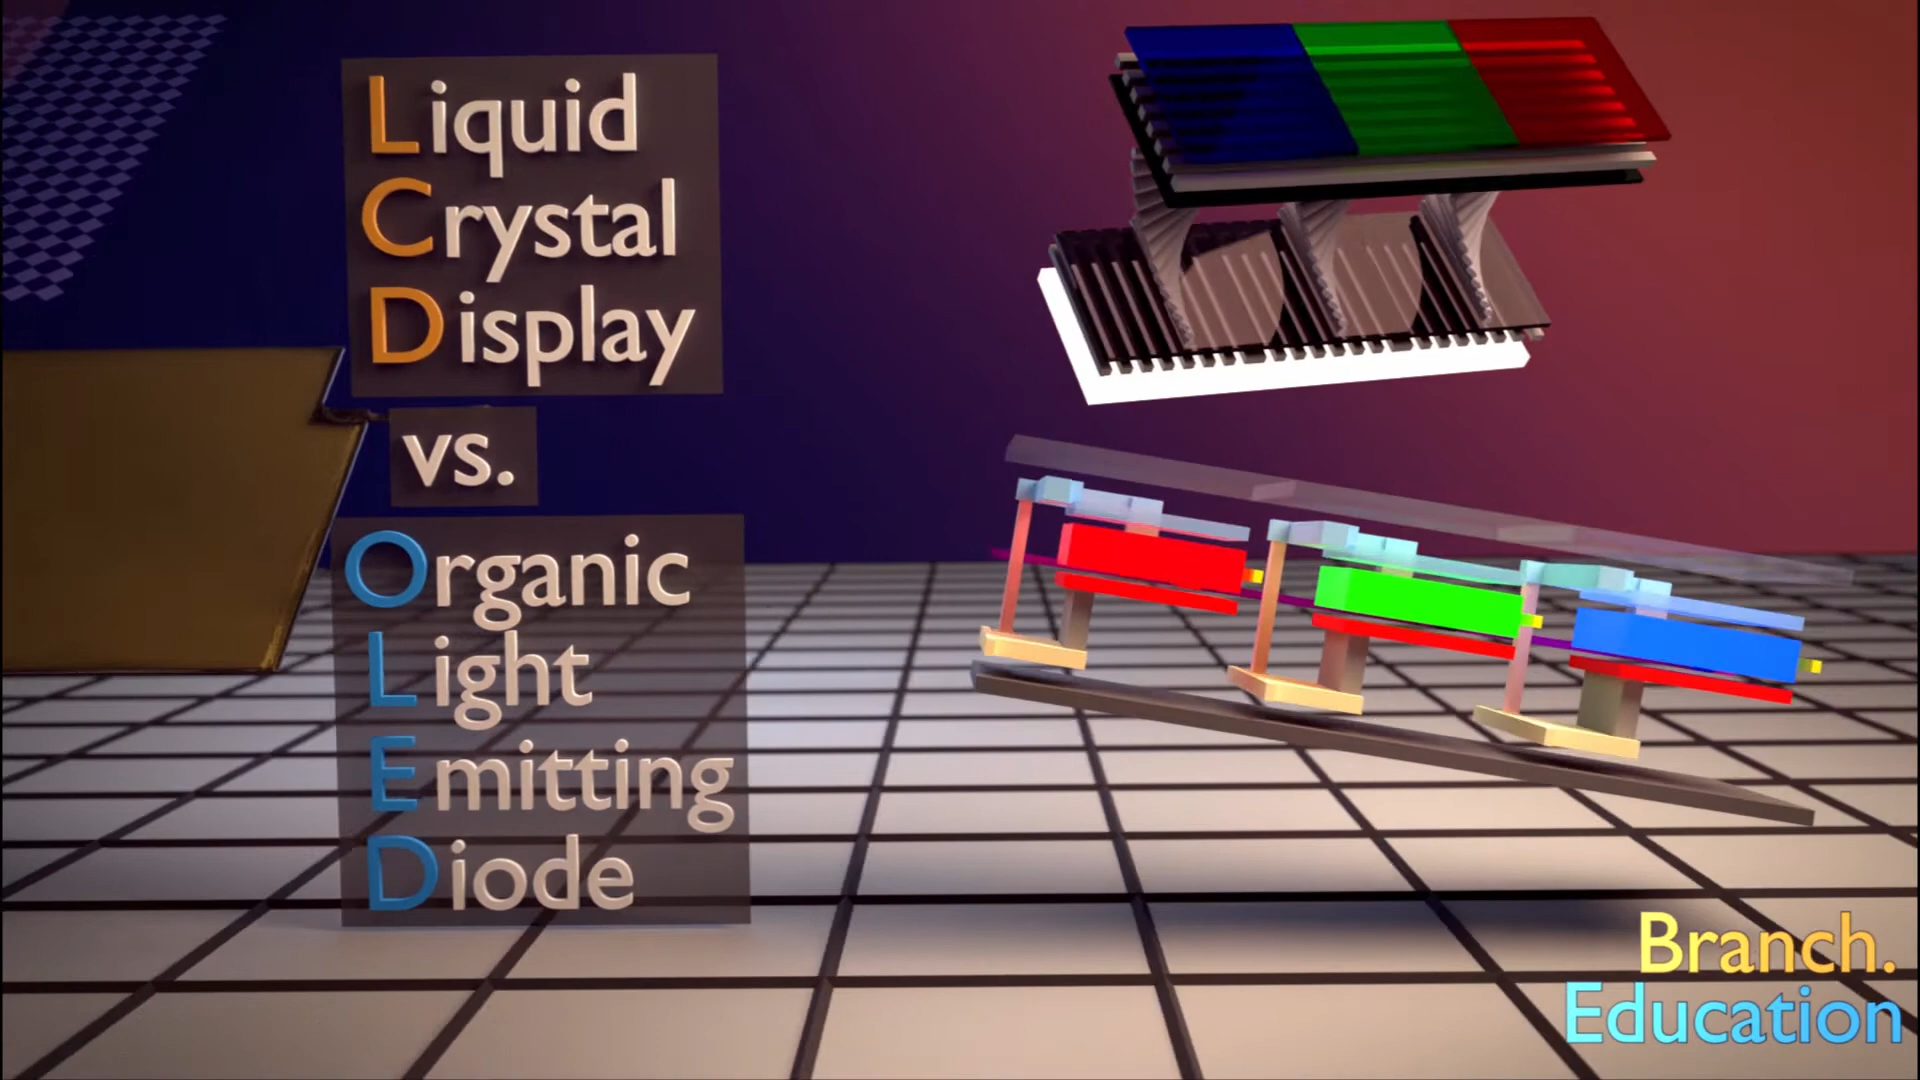 Liquid
Crystal
Display
vs.
Organic
Light
Emitting
Diode
Branch.
Education